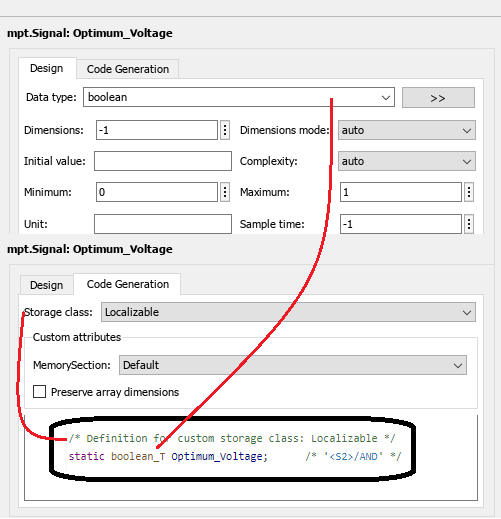 mpt.Signal: Optimum_Voltage
Design Code Generation
Data type: boolean >>
Dimensions: -1 Dimensions mode: auto
Initial value: Complexity: auto
Minimum: 0 Maximum: 1
Unit: Sample time: -1
mpt.Signal: Optimum_Voltage
Design Code Generation
Storage class: Localizable
Custom attributes
MemorySection: Default
Preserve array dimensions
/* Definition for custom storage class: Localizable */
static boolean_T Optimum_Voltage; /* '<S2>/AND' */